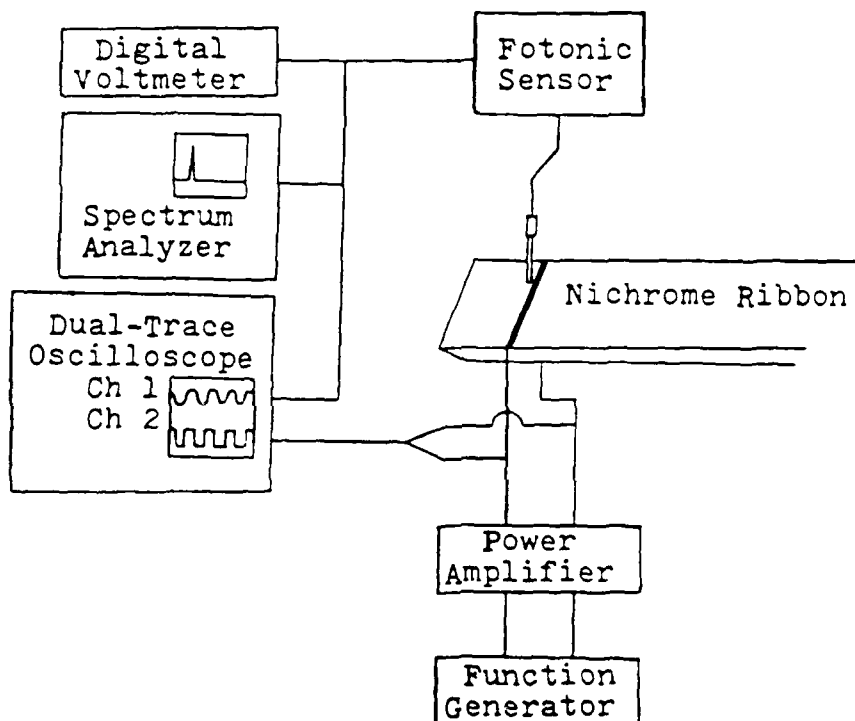 Digital
Voltmeter
Fotonic
Sensor
Spectrum
Analyzer
Nichrome Ribbon
Dual-Trace
Oscilloscope
Ch 1
Ch 2
Power
Amplifier
Function
Generator